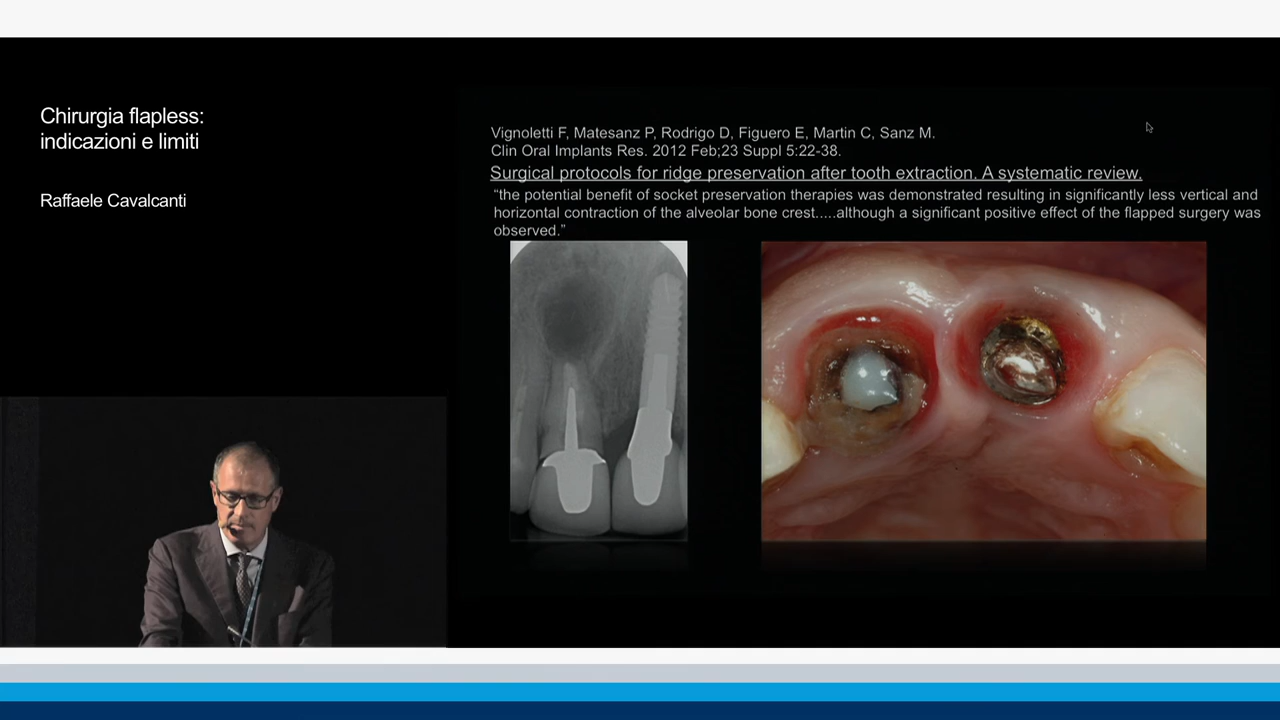 Chirurgia flapless:
indicazioni e limiti
Raffaele Cavalcanti
Vignoletti F, Matesanz P, Rodrigo D, Figuero E, Martin C, Sanz M.
Clin Oral Implants Res. 2012 Feb;23 Suppl 5:22-38.
Surgical protocols for ridge preservation after tooth extraction. A systematic review.
“the potential benefit of socket preservation therapies was demonstrated resulting in significantly less vertical and
horizontal contraction of the alveolar bone crest.....although a significant positive effect of the flapped surgery was
observed.”